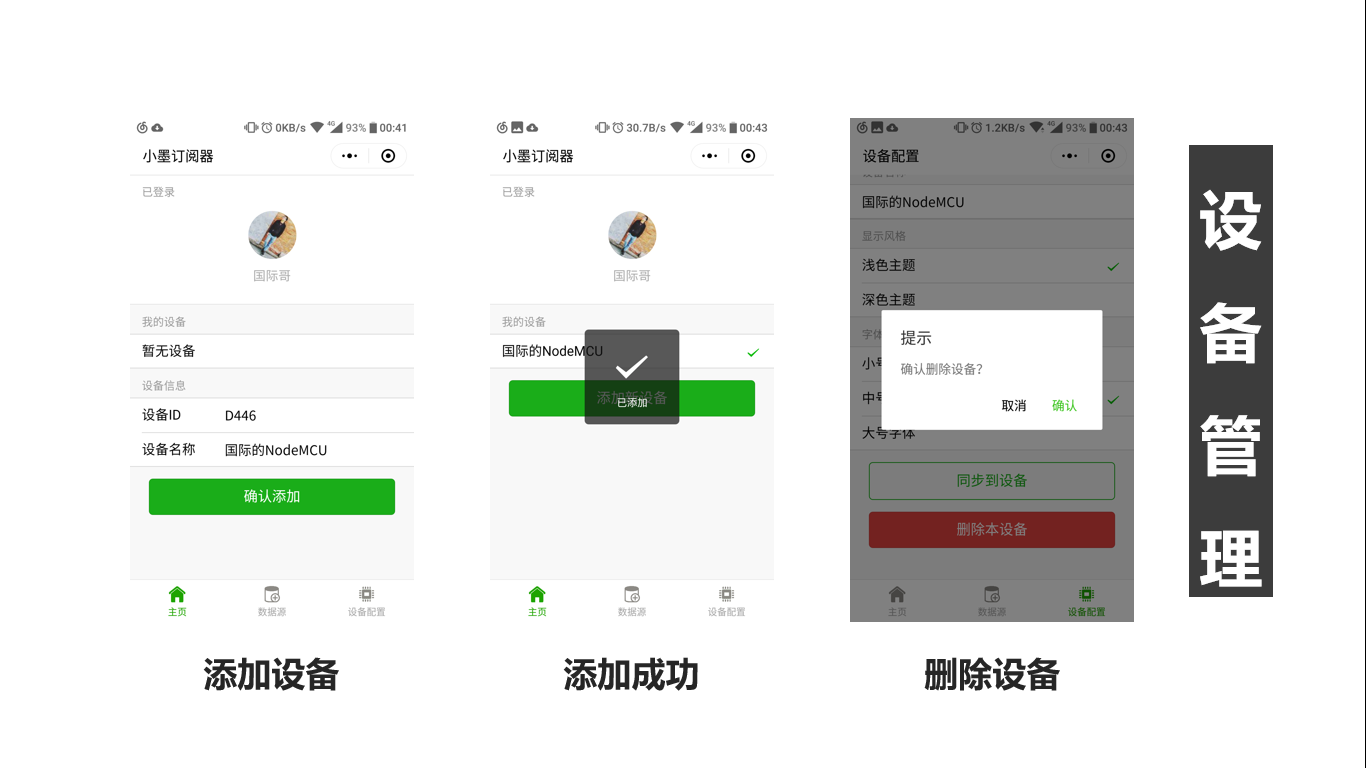 0KB/s 4G 93% 00:41
小墨订阅器
已登录
国际哥
我的设备
暂无设备
设备信息
设备ID D446
设备名称 国际的NodeMCU
确认添加
主页 数据源 设备配置
添加设备
30.7B/s 4G 93% 00:43
小墨订阅器
已登录
国际哥
我的设备
国际的NodeMCU
添加新设备
已添加
主页 数据源 设备配置
添加成功
1.2KB/s 4G 93% 00:43
设备配置
国际的NodeMCU
显示风格
浅色主题
深色主题
字体
小号
中号
大号字体
提示
确认删除设备?
取消 确认
同步到设备
删除本设备
主页 数据源 设备配置
删除设备
设备管理